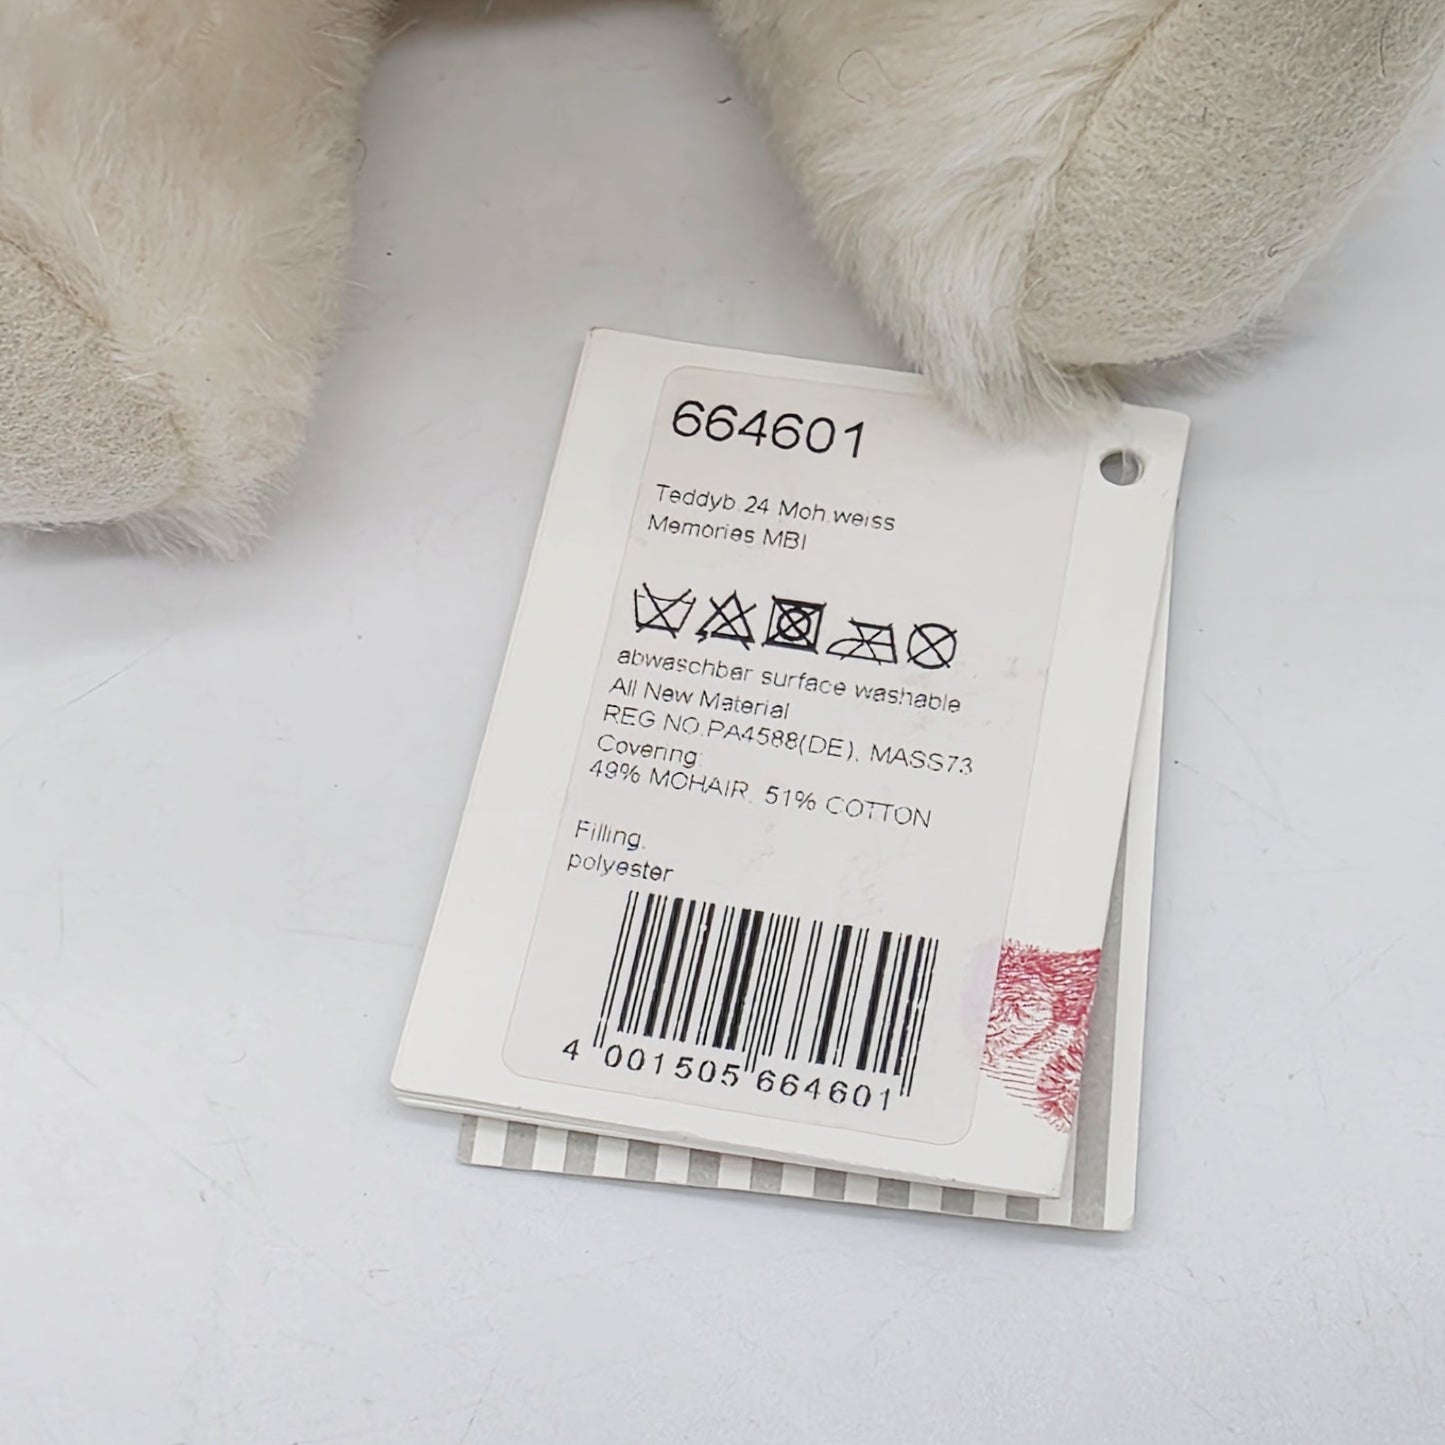 664601
Teddyb.24 Moh.weiss
Memories MBI
abwaschbar surface washable
All New Material
REG.NO.PA4588(DE), MASS73
Covering:
49% MOHAIR, 51% COTTON
Filling:
polyester
4 001505 664601